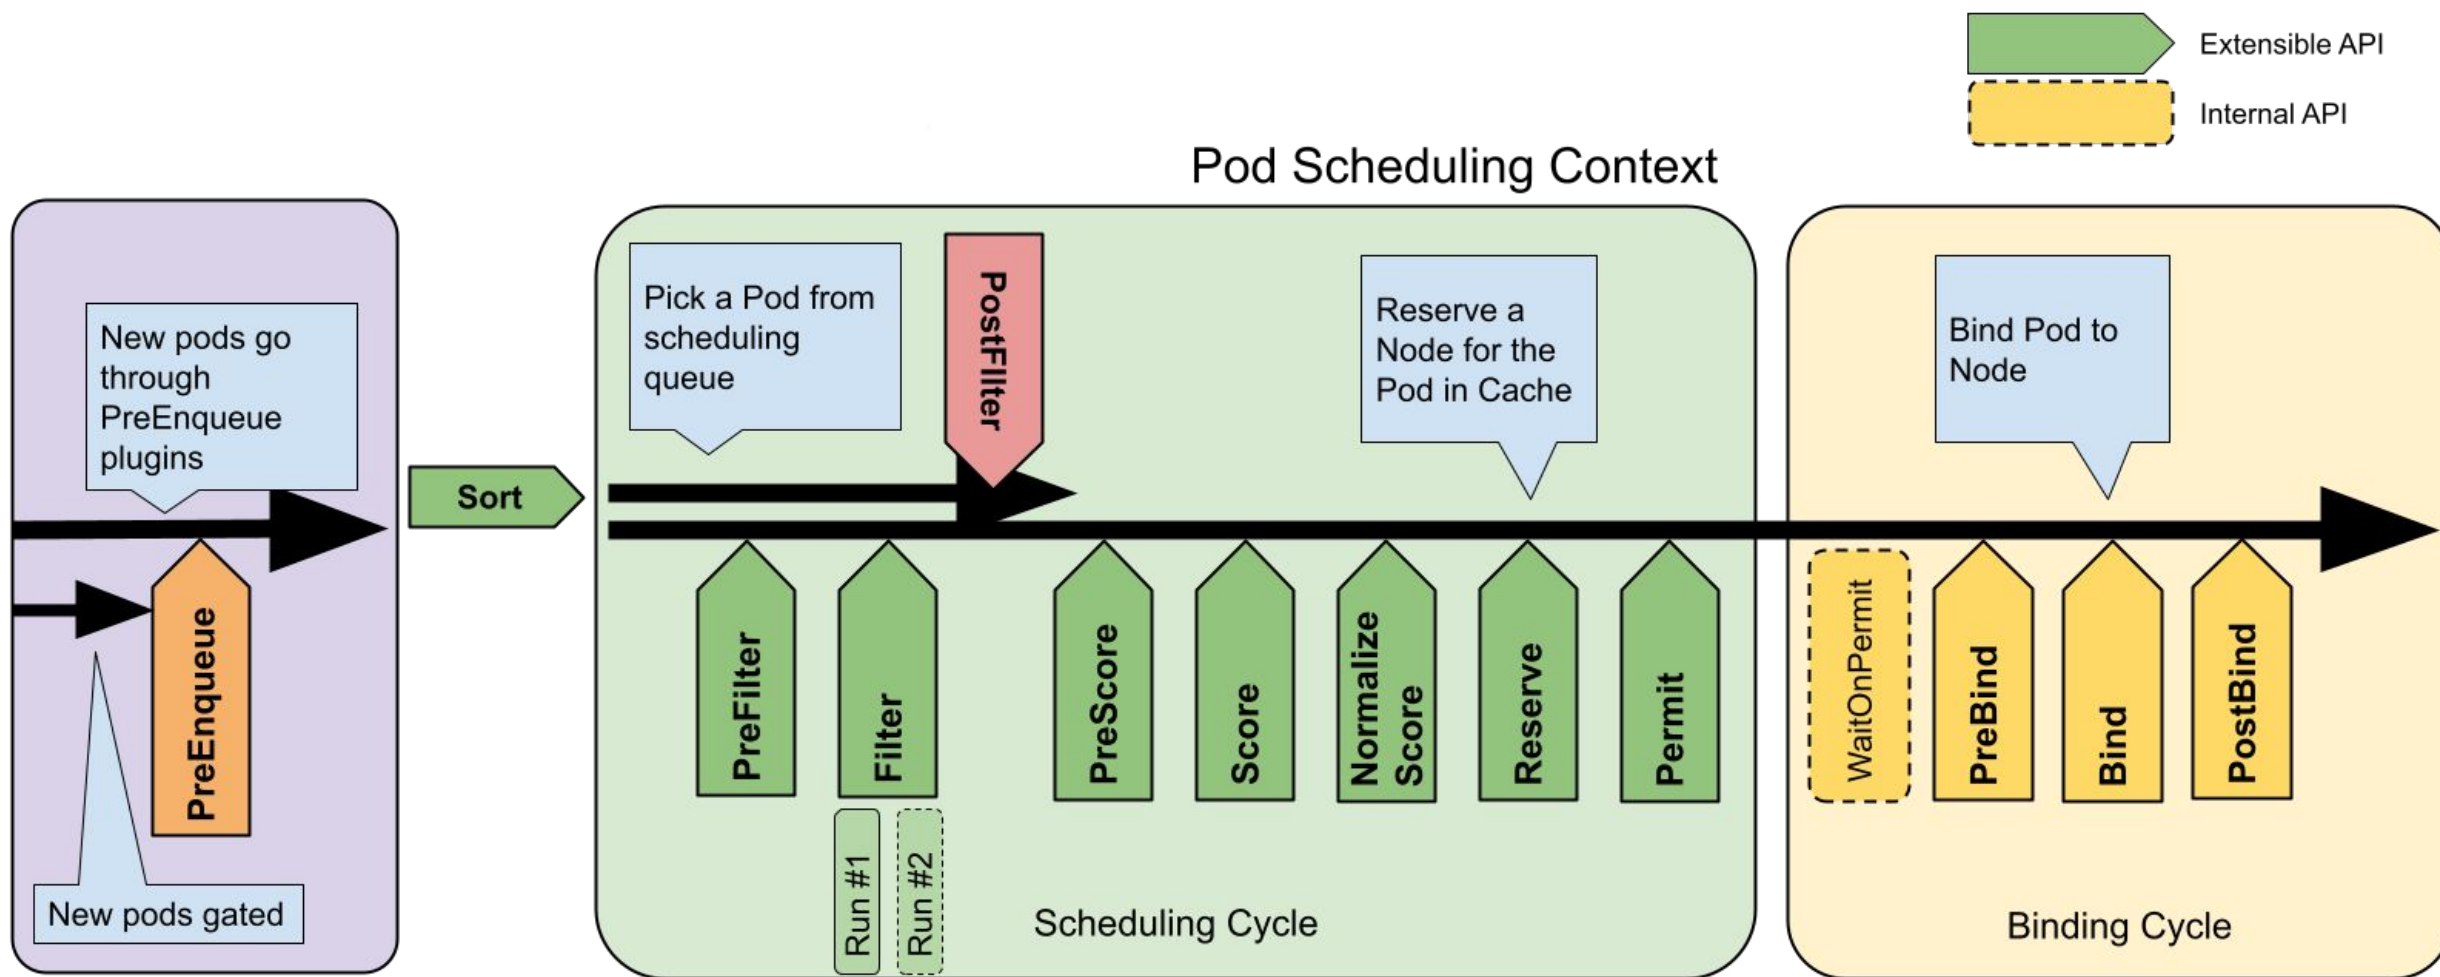 Extensible API
Internal API
Pod Scheduling Context
New pods go
through
PreEnqueue
plugins
PreEnqueue
New pods gated
Sort
Pick a Pod from
scheduling
queue
PostFIlter
Reserve a
Node for the
Pod in Cache
PreFilter
Filter
Run #1
Run #2
PreScore
Score
Normalize
Score
Reserve
Permit
Scheduling Cycle
Bind Pod to
Node
WaitOnPermit
PreBind
Bind
PostBind
Binding Cycle